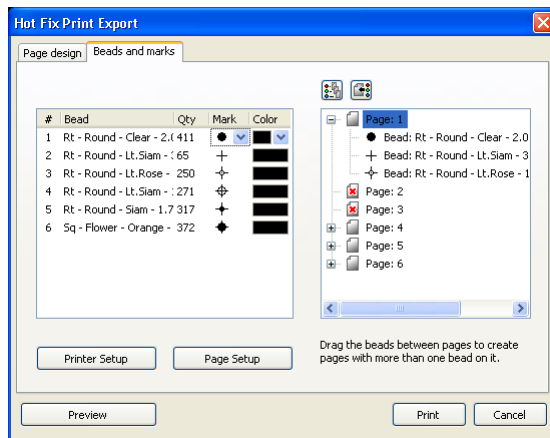 Hot Fix Print Export
Page design Beads and marks
# Bead Qty Mark Color
1 Rt - Round - Clear - 2.( 411
2 Rt - Round - Lt.Siam - : 65
3 Rt - Round - Lt.Rose - 250
4 Rt - Round - Lt.Siam - : 271
5 Rt - Round - Siam - 1.7 317
6 Sq - Flower - Orange - 372
Page: 1
Bead: Rt - Round - Clear - 2.0
Bead: Rt - Round - Lt.Siam - 3
Bead: Rt - Round - Lt.Rose - 1
Page: 2
Page: 3
Page: 4
Page: 5
Page: 6
Drag the beads between pages to create
pages with more than one bead on it.
Printer Setup Page Setup
Preview Print Cancel